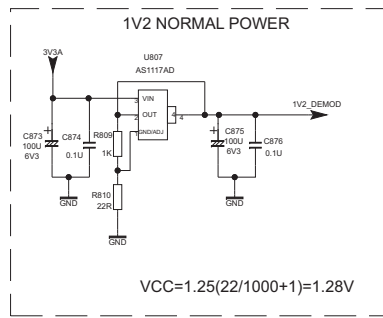 1V2 NORMAL POWER
3V3A
U807
AS1117AD
3 VIN
2 OUT
1 GND/ADJ
4 4
1V2_DEMOD
C873
100U
6V3
C874
0.1U
R809
1K
C875
100U
6V3
C876
0.1U
R810
22R
GND
GND
GND
VCC=1.25(22/1000+1)=1.28V